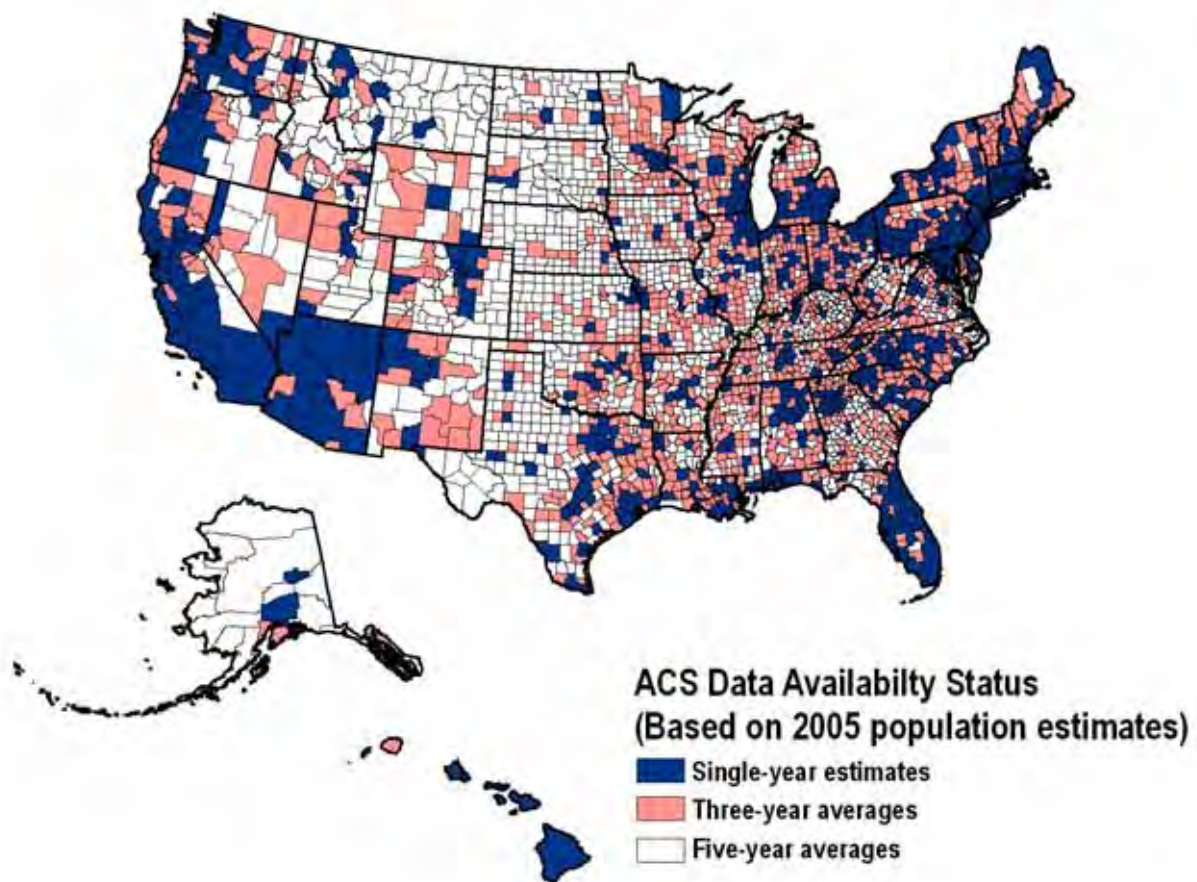 ACS Data Availabilty Status
(Based on 2005 population estimates)
Single-year estimates
Three-year averages
Five-year averages